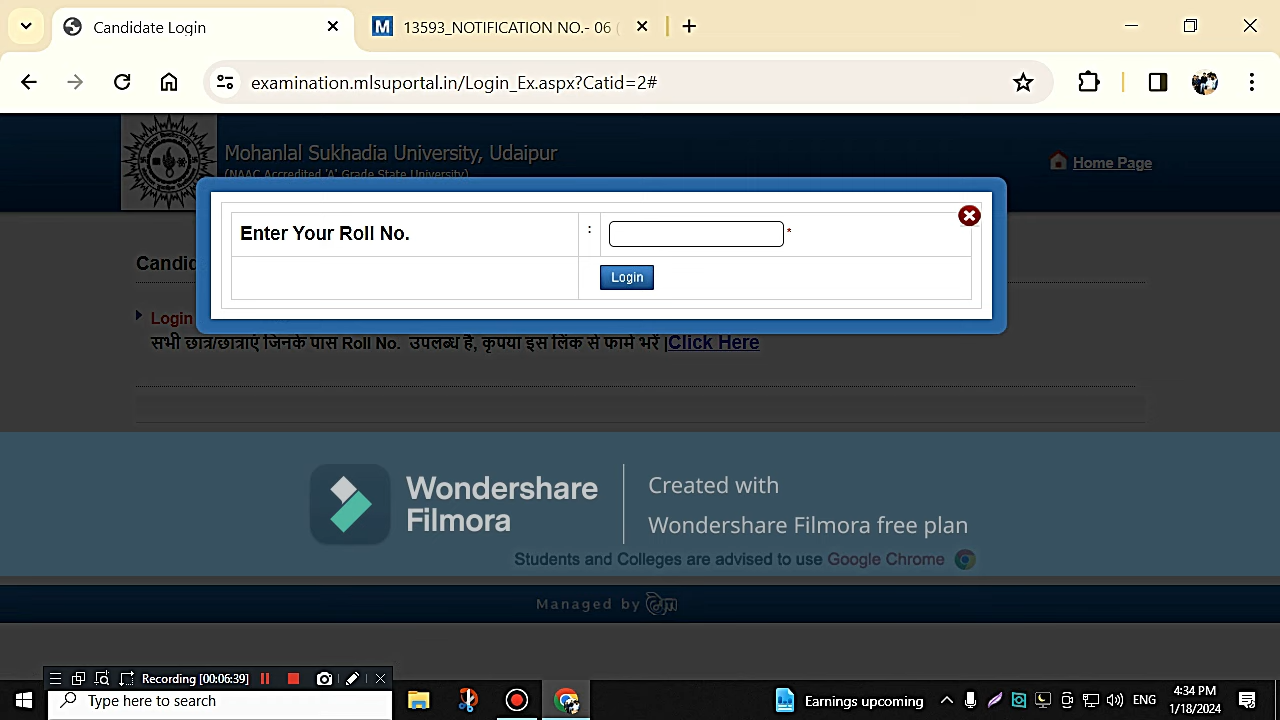 Candidate Login
13593_NOTIFICATION NO.- 06
examination.mlsuportal.in/Login_Ex.aspx?Catid=2#
Mohanlal Sukhadia University, Udaipur
(NAAC Accredited 'A' Grade State University)
Home Page
Enter Your Roll No. : *
Login
Candid
Login
सभी छात्र/छात्राएं जिनके पास Roll No. उपलब्ध है, कृपया इस लिंक से फार्म भरें |Click Here
Wondershare Filmora
Created with
Wondershare Filmora free plan
Students and Colleges are advised to use Google Chrome
Managed by
Recording [00:06:39]
Type here to search
Earnings upcoming
ENG
4:34 PM
1/18/2024